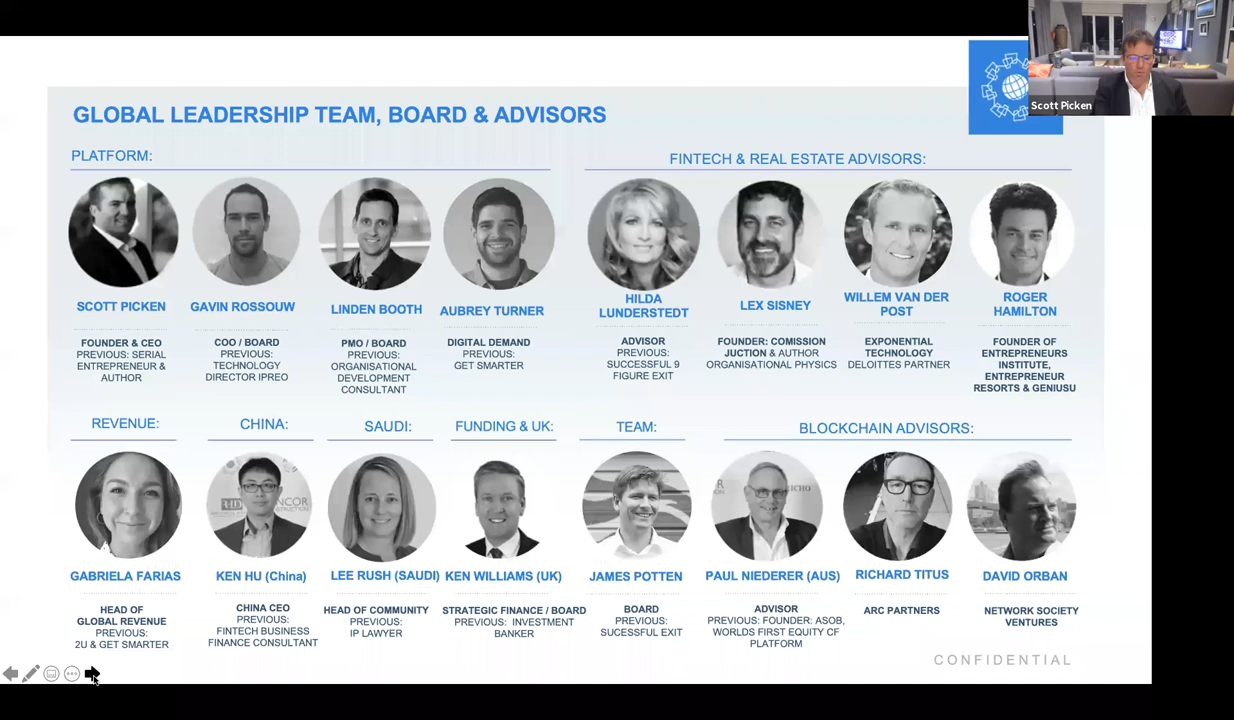 Scott Picken
GLOBAL LEADERSHIP TEAM, BOARD & ADVISORS
PLATFORM:
FINTECH & REAL ESTATE ADVISORS:
SCOTT PICKEN
FOUNDER & CEO
PREVIOUS: SERIAL
ENTREPRENEUR &
AUTHOR
GAVIN ROSSOUW
COO / BOARD
PREVIOUS:
TECHNOLOGY
DIRECTOR IPREO
LINDEN BOOTH
PMO / BOARD
PREVIOUS:
ORGANISATIONAL
DEVELOPMENT
CONSULTANT
AUBREY TURNER
DIGITAL DEMAND
PREVIOUS:
GET SMARTER
HILDA
LUNDERSTEDT
ADVISOR
PREVIOUS:
SUCCESSFUL 9
FIGURE EXIT
LEX SISNEY
FOUNDER: COMISSION
JUCTION & AUTHOR
ORGANISATIONAL PHYSICS
WILLEM VAN DER
POST
EXPONENTIAL
TECHNOLOGY
DELOITTES PARTNER
ROGER
HAMILTON
FOUNDER OF
ENTREPRENEURS
INSTITUTE,
ENTREPRENEUR
RESORTS & GENIUSU
REVENUE:
CHINA:
SAUDI:
FUNDING & UK:
TEAM:
BLOCKCHAIN ADVISORS:
GABRIELA FARIAS
HEAD OF
GLOBAL REVENUE
PREVIOUS:
2U & GET SMARTER
KEN HU (China)
CHINA CEO
PREVIOUS:
FINTECH BUSINESS
FINANCE CONSULTANT
LEE RUSH (SAUDI)
HEAD OF COMMUNITY
PREVIOUS:
IP LAWYER
KEN WILLIAMS (UK)
STRATEGIC FINANCE / BOARD
PREVIOUS: INVESTMENT
BANKER
JAMES POTTEN
BOARD
PREVIOUS:
SUCESSFUL EXIT
PAUL NIEDERER (AUS)
ADVISOR
PREVIOUS: FOUNDER: ASOB,
WORLDS FIRST EQUITY CF
PLATFORM
RICHARD TITUS
ARC PARTNERS
DAVID ORBAN
NETWORK SOCIETY
VENTURES
CONFIDENTIAL